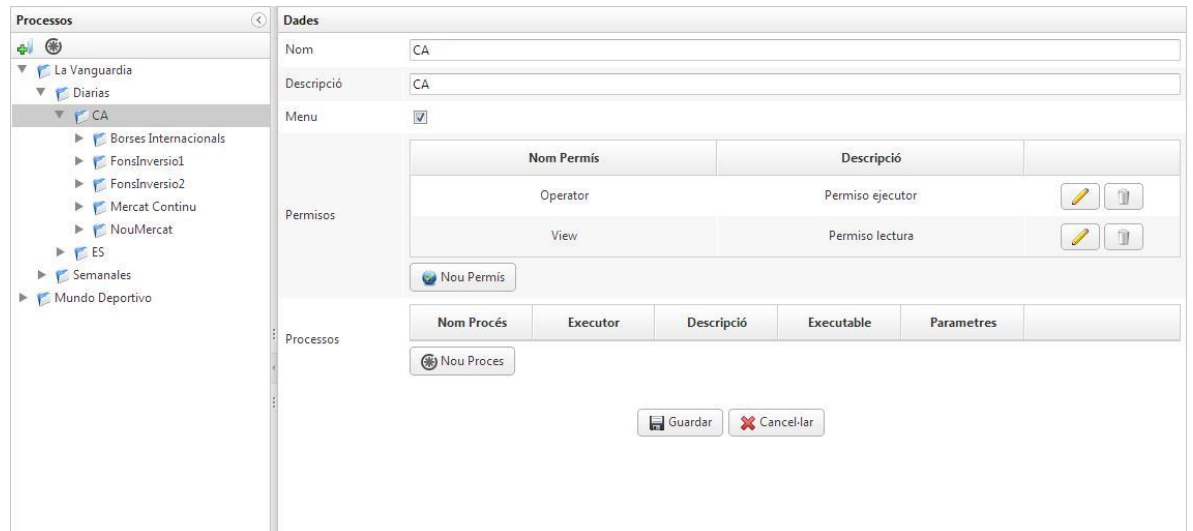 Processos
La Vanguardia
Diarias
CA
Borses Internacionals
FonsInversio1
FonsInversio2
Mercat Continu
NouMercat
ES
Semanales
Mundo Deportivo
Dades
Nom CA
Descripció CA
Menu
Permisos
Nom Permís Descripció
Operator Permiso ejecutor
View Permiso lectura
Nou Permís
Processos
Nom Procés Executor Descripció Executable Parametres
Nou Proces
Guardar Cancel·lar